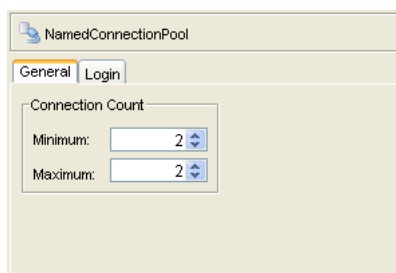 NamedConnectionPool
General Login
Connection Count
Minimum: 2
Maximum: 2